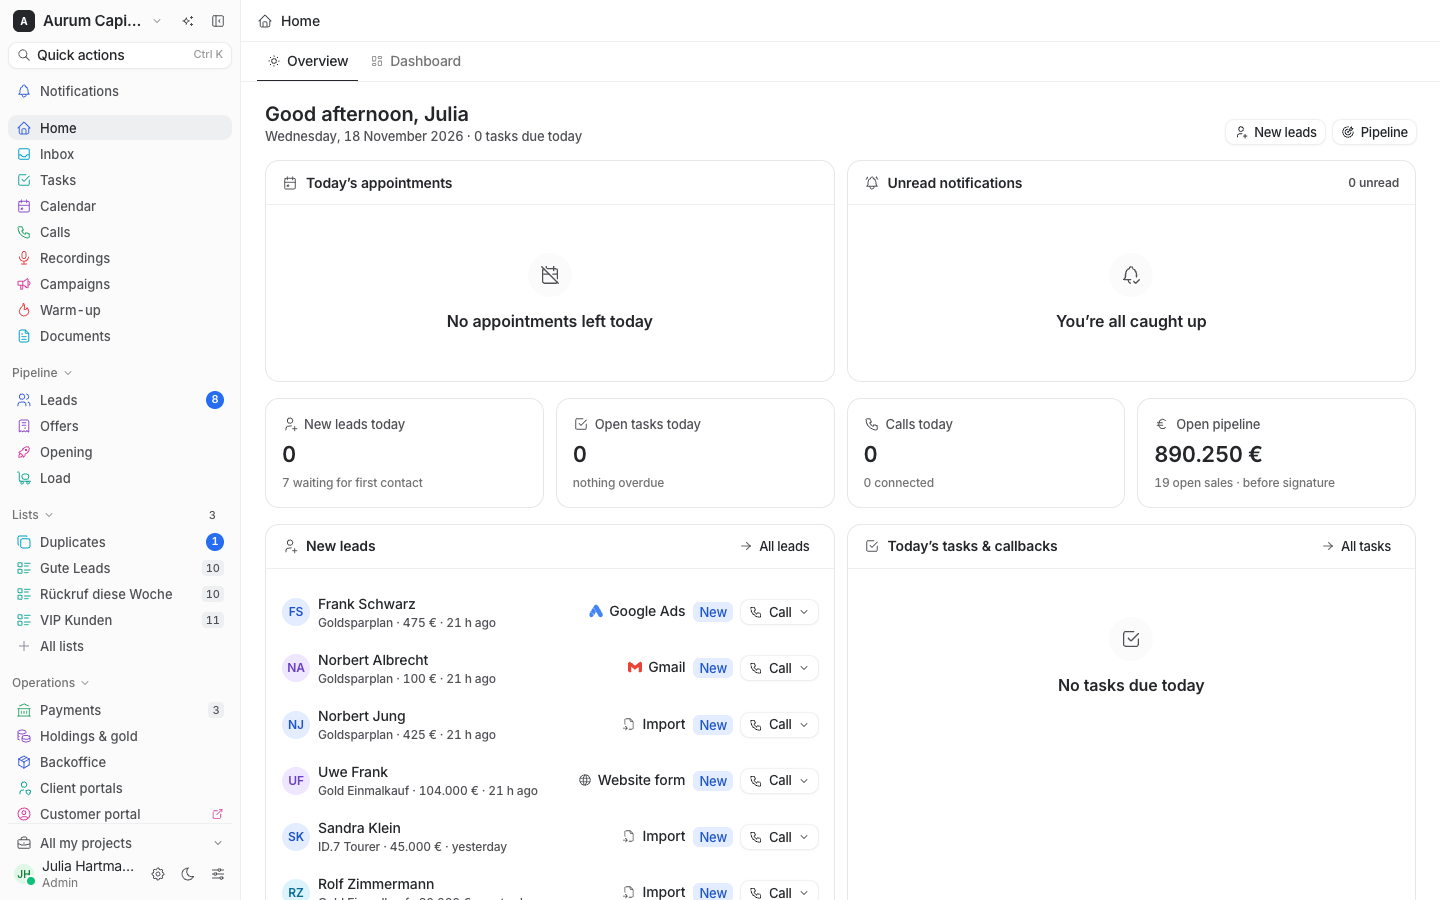 A Aurum Capi...
Quick actions Ctrl K
Notifications
Home
Inbox
Tasks
Calendar
Calls
Recordings
Campaigns
Warm-up
Documents
Pipeline
Leads 8
Offers
Opening
Load
Lists 3
Duplicates 1
Gute Leads 10
Rückruf diese Woche 10
VIP Kunden 11
All lists
Operations
Payments 3
Holdings & gold
Backoffice
Client portals
Customer portal
All my projects
JH Julia Hartma...
Admin
Home
Overview Dashboard
Good afternoon, Julia
Wednesday, 18 November 2026 · 0 tasks due today
New leads Pipeline
Today's appointments
No appointments left today
Unread notifications 0 unread
You're all caught up
New leads today
0
7 waiting for first contact
Open tasks today
0
nothing overdue
Calls today
0
0 connected
€ Open pipeline
890.250 €
19 open sales · before signature
New leads All leads
FS Frank Schwarz Google Ads New Call
Goldsparplan · 475 € · 21 h ago
NA Norbert Albrecht Gmail New Call
Goldsparplan · 100 € · 21 h ago
NJ Norbert Jung Import New Call
Goldsparplan · 425 € · 21 h ago
UF Uwe Frank Website form New Call
Gold Einmalkauf · 104.000 € · 21 h ago
SK Sandra Klein Import New Call
ID.7 Tourer · 45.000 € · yesterday
RZ Rolf Zimmermann Import New Call
Today's tasks & callbacks All tasks
No tasks due today